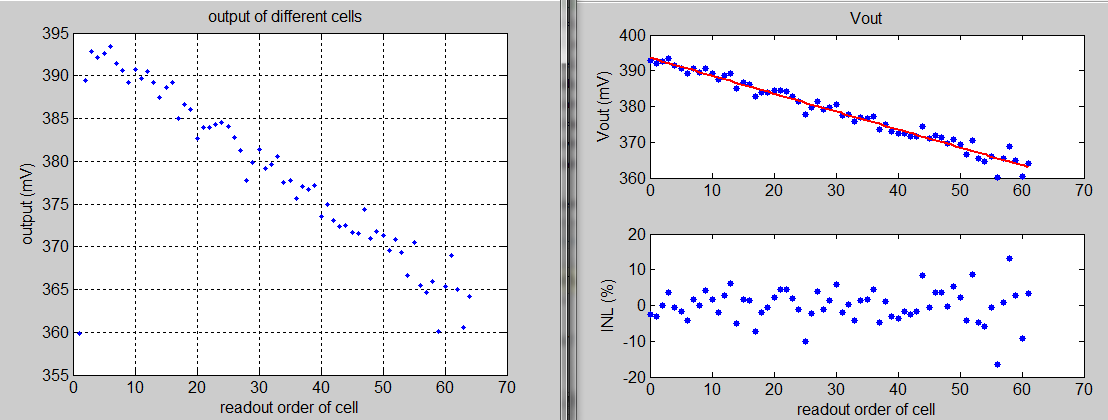 output of different cells
output (mV)
395
390
385
380
375
370
365
360
355
0 10 20 30 40 50 60 70
readout order of cell
Vout
Vout (mV)
400
390
380
370
360
0 10 20 30 40 50 60 70
INL (%)
20
10
0
-10
-20
0 10 20 30 40 50 60 70
readout order of cell